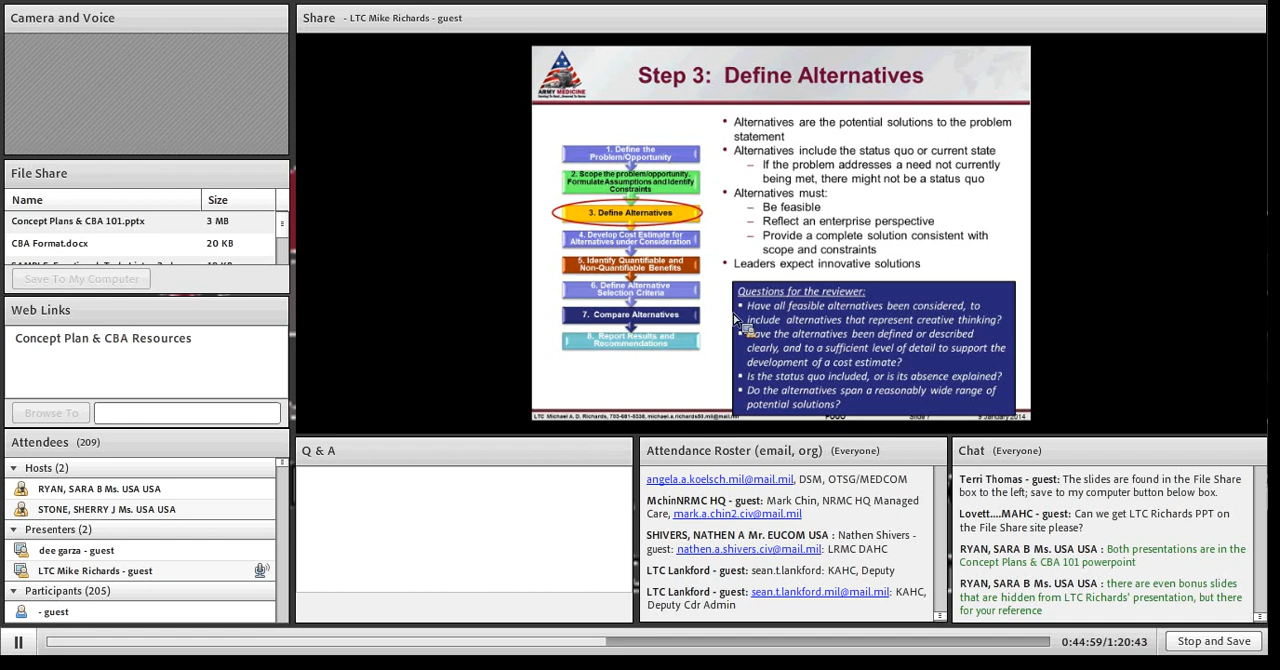 Camera and Voice
Share - LTC Mike Richards - guest
File Share
Name Size
Concept Plans & CBA 101.pptx 3 MB
CBA Format.docx 20 KB
Save To My Computer
Web Links
Concept Plan & CBA Resources
Browse To
Attendees (209)
Hosts (2)
RYAN, SARA B Ms. USA USA
STONE, SHERRY J Ms. USA USA
Presenters (2)
dee garza - guest
LTC Mike Richards - guest
Participants (205)
- guest
ARMY MEDICINE
Step 3: Define Alternatives
1. Define the
Problem/Opportunity
2. Scope the problem/opportunity,
Formulate Assumptions and Identify
Constraints
3. Define Alternatives
4. Develop Cost Estimate for
Alternatives under Consideration
5. Identify Quantifiable and
Non-Quantifiable Benefits
6. Define Alternative
Selection Criteria
7. Compare Alternatives
8. Report Results and
Recommendations
• Alternatives are the potential solutions to the problem
statement
• Alternatives include the status quo or current state
– If the problem addresses a need not currently
being met, there might not be a status quo
• Alternatives must:
– Be feasible
– Reflect an enterprise perspective
– Provide a complete solution consistent with
scope and constraints
• Leaders expect innovative solutions
Questions for the reviewer:
▪ Have all feasible alternatives been considered, to
include alternatives that represent creative thinking?
▪ Have the alternatives been defined or described
clearly, and to a sufficient level of detail to support the
development of a cost estimate?
▪ Is the status quo included, or is its absence explained?
▪ Do the alternatives span a reasonably wide range of
potential solutions?
LTC Michael A. D. Richards, FOUO Slide 9 January 2014
Q & A
Attendance Roster (email, org) (Everyone)
angela.a.koelsch.mil@mail.mil, DSM, OTSG/MEDCOM
MchinNRMC HQ - guest: Mark Chin, NRMC HQ Managed
Care, mark.a.chin2.civ@mail.mil
SHIVERS, NATHEN A Mr. EUCOM USA : Nathen Shivers -
guest: nathen.a.shivers.civ@mail.mil: LRMC DAHC
LTC Lankford - guest: sean.t.lankford: KAHC, Deputy
LTC Lankford - guest: sean.t.lankford.mil@mail.mil: KAHC,
Deputy Cdr Admin
Chat (Everyone)
Terri Thomas - guest: The slides are found in the File Share
box to the left; save to my computer button below box.
Lovett....MAHC - guest: Can we get LTC Richards PPT on
the File Share site please?
RYAN, SARA B Ms. USA USA : Both presentations are in the
Concept Plans & CBA 101 powerpoint
RYAN, SARA B Ms. USA USA : there are even bonus slides
that are hidden from LTC Richards' presentation, but there
for your reference
0:44:59/1:20:43
Stop and Save